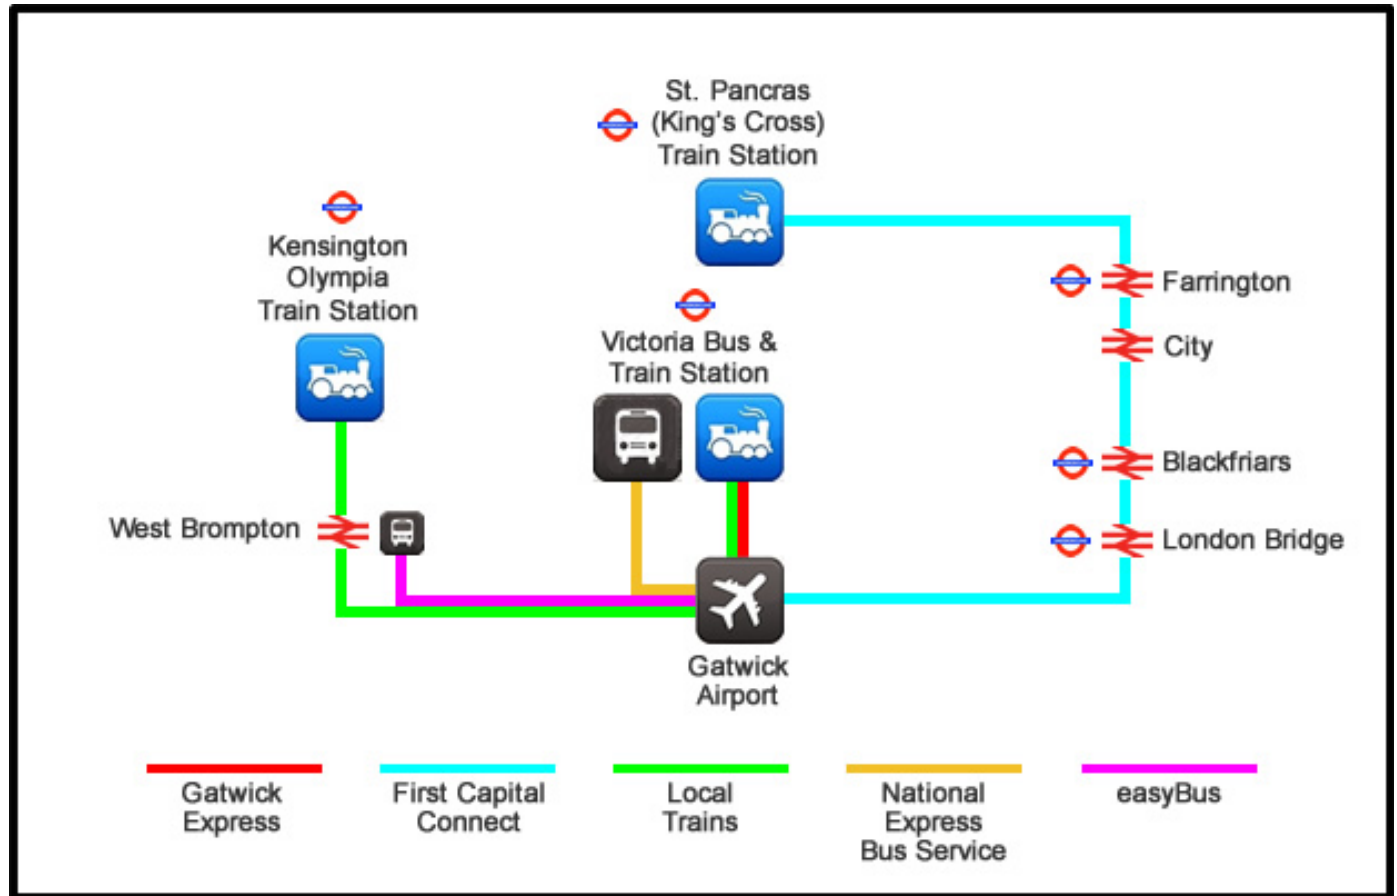 St. Pancras
(King's Cross)
Train Station
Kensington
Olympia
Train Station
Farrington
Victoria Bus &
Train Station
City
Blackfriars
West Brompton
London Bridge
Gatwick
Airport
Gatwick
Express
First Capital
Connect
Local
Trains
National
Express
Bus Service
easyBus